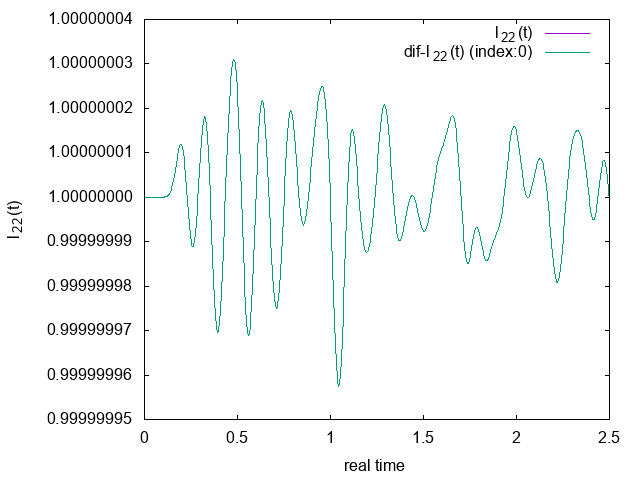 1.00000004
1.00000003
1.00000002
1.00000001
1.00000000
0.99999999
0.99999998
0.99999997
0.99999996
0.99999995
I22(t)
dif-I22(t) (index:0)
I22(t)
0 0.5 1 1.5 2 2.5
real time